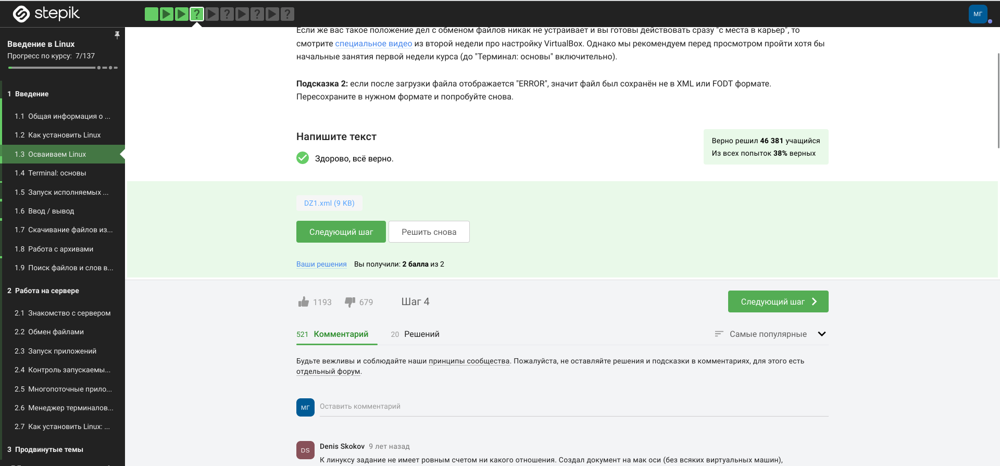 stepik
МГ
Введение в Linux
Прогресс по курсу: 7/137
1 Введение
1.1 Общая информация о ...
1.2 Как установить Linux
1.3 Осваиваем Linux
1.4 Terminal: основы
1.5 Запуск исполняемых ...
1.6 Ввод / вывод
1.7 Скачивание файлов из...
1.8 Работа с архивами
1.9 Поиск файлов и слов в...
2 Работа на сервере
2.1 Знакомство с сервером
2.2 Обмен файлами
2.3 Запуск приложений
2.4 Контроль запускаемы...
2.5 Многопоточные прило...
2.6 Менеджер терминалов...
2.7 Как установить Linux: ...
3 Продвинутые темы
Если же вас такое положение дел с обменом файлов никак не устраивает и вы готовы действовать сразу "с места в карьер", то
смотрите специальное видео из второй недели про настройку VirtualBox. Однако мы рекомендуем перед просмотром пройти хотя бы
начальные занятия первой недели курса (до "Терминал: основы" включительно).
Подсказка 2: если после загрузки файла отображается "ERROR", значит файл был сохранён не в XML или FODT формате.
Пересохраните в нужном формате и попробуйте снова.
Напишите текст
Здорово, всё верно.
Верно решил 46 381 учащийся
Из всех попыток 38% верных
DZ1.xml (9 KB)
Следующий шаг
Решить снова
Ваши решения Вы получили: 2 балла из 2
1193 679 Шаг 4
Следующий шаг
521 Комментарий 20 Решений
Самые популярные
Будьте вежливы и соблюдайте наши принципы сообщества. Пожалуйста, не оставляйте решения и подсказки в комментариях, для этого есть
отдельный форум.
МГ Оставить комментарий
DS Denis Skokov 9 лет назад
К линуксу задание не имеет ровным счетом ни какого отношения. Создал документ на мак оси (без всяких виртуальных машин),